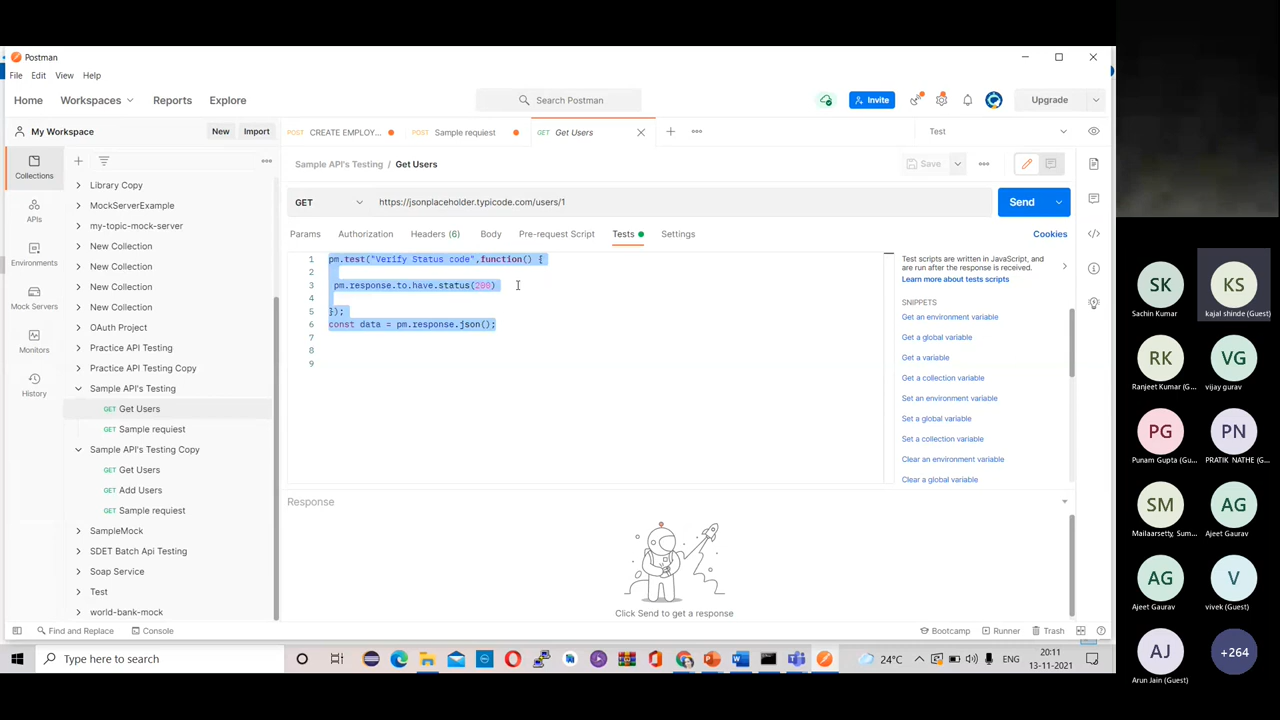 Postman
File Edit View Help
Home Workspaces Reports Explore
Search Postman
Invite
Upgrade
My Workspace
New Import
POST CREATE EMPLOY...
POST Sample requiest
GET Get Users
Test
Sample API's Testing / Get Users
Save
GET
https://jsonplaceholder.typicode.com/users/1
Send
Params Authorization Headers (6) Body Pre-request Script Tests Settings
Cookies
Collections
APIs
Environments
Mock Servers
Monitors
History
Library Copy
MockServerExample
my-topic-mock-server
New Collection
New Collection
New Collection
New Collection
OAuth Project
Practice API Testing
Practice API Testing Copy
Sample API's Testing
GET Get Users
GET Sample requiest
Sample API's Testing Copy
GET Get Users
GET Add Users
GET Sample requiest
SampleMock
SDET Batch Api Testing
Soap Service
Test
world-bank-mock
1 pm.test("Verify Status code",function() {
2
3 pm.response.to.have.status(200)
4
5 });
6 const data = pm.response.json();
7
8
9
Test scripts are written in JavaScript, and
are run after the response is received.
Learn more about tests scripts
SNIPPETS
Get an environment variable
Get a global variable
Get a variable
Get a collection variable
Set an environment variable
Set a global variable
Set a collection variable
Clear an environment variable
Clear a global variable
Response
Click Send to get a response
Find and Replace
Console
Bootcamp
Runner
Trash
Type here to search
24°C
ENG
20:11
13-11-2021
SK
Sachin Kumar
KS
kajal shinde (Guest)
RK
Ranjeet Kumar (G...
VG
vijay gurav
PG
Punam Gupta (Gu...
PN
PRATIK NATHE (G...
SM
Mailaarsetty, Sum...
AG
Ajeet Gaurav
AG
Ajeet Gaurav
V
vivek (Guest)
AJ
Arun Jain (Guest)
+264